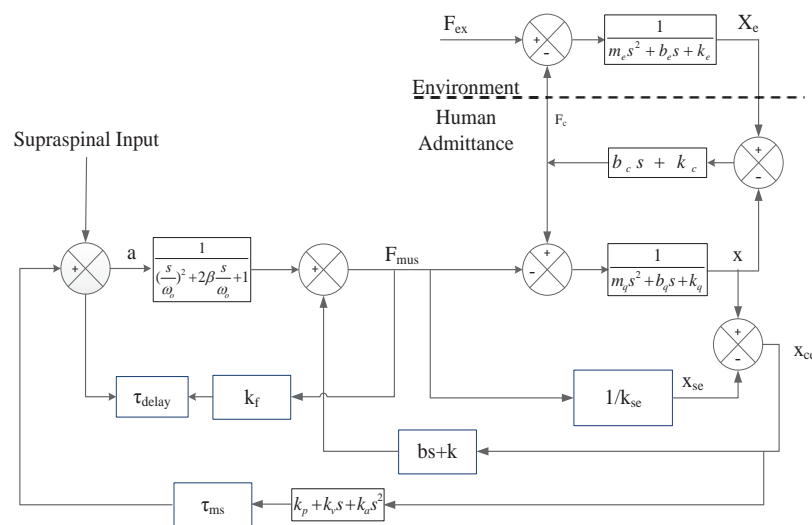 F_ex
+
-
1
m_e s^2 + b_e s + k_e
X_e
Environment
Human
Admittance
F_c
Supraspinal Input
b_c s + k_c
+
-
+
a
1
(s/ω_o)^2 + 2β s/ω_o + 1
+
F_mus
+
-
1
m_q s^2 + b_q s + k_q
x
+
-
x_ce
τ_delay
k_f
1/k_se
x_se
bs+k
τ_ms
k_p + k_v s + k_a s^2